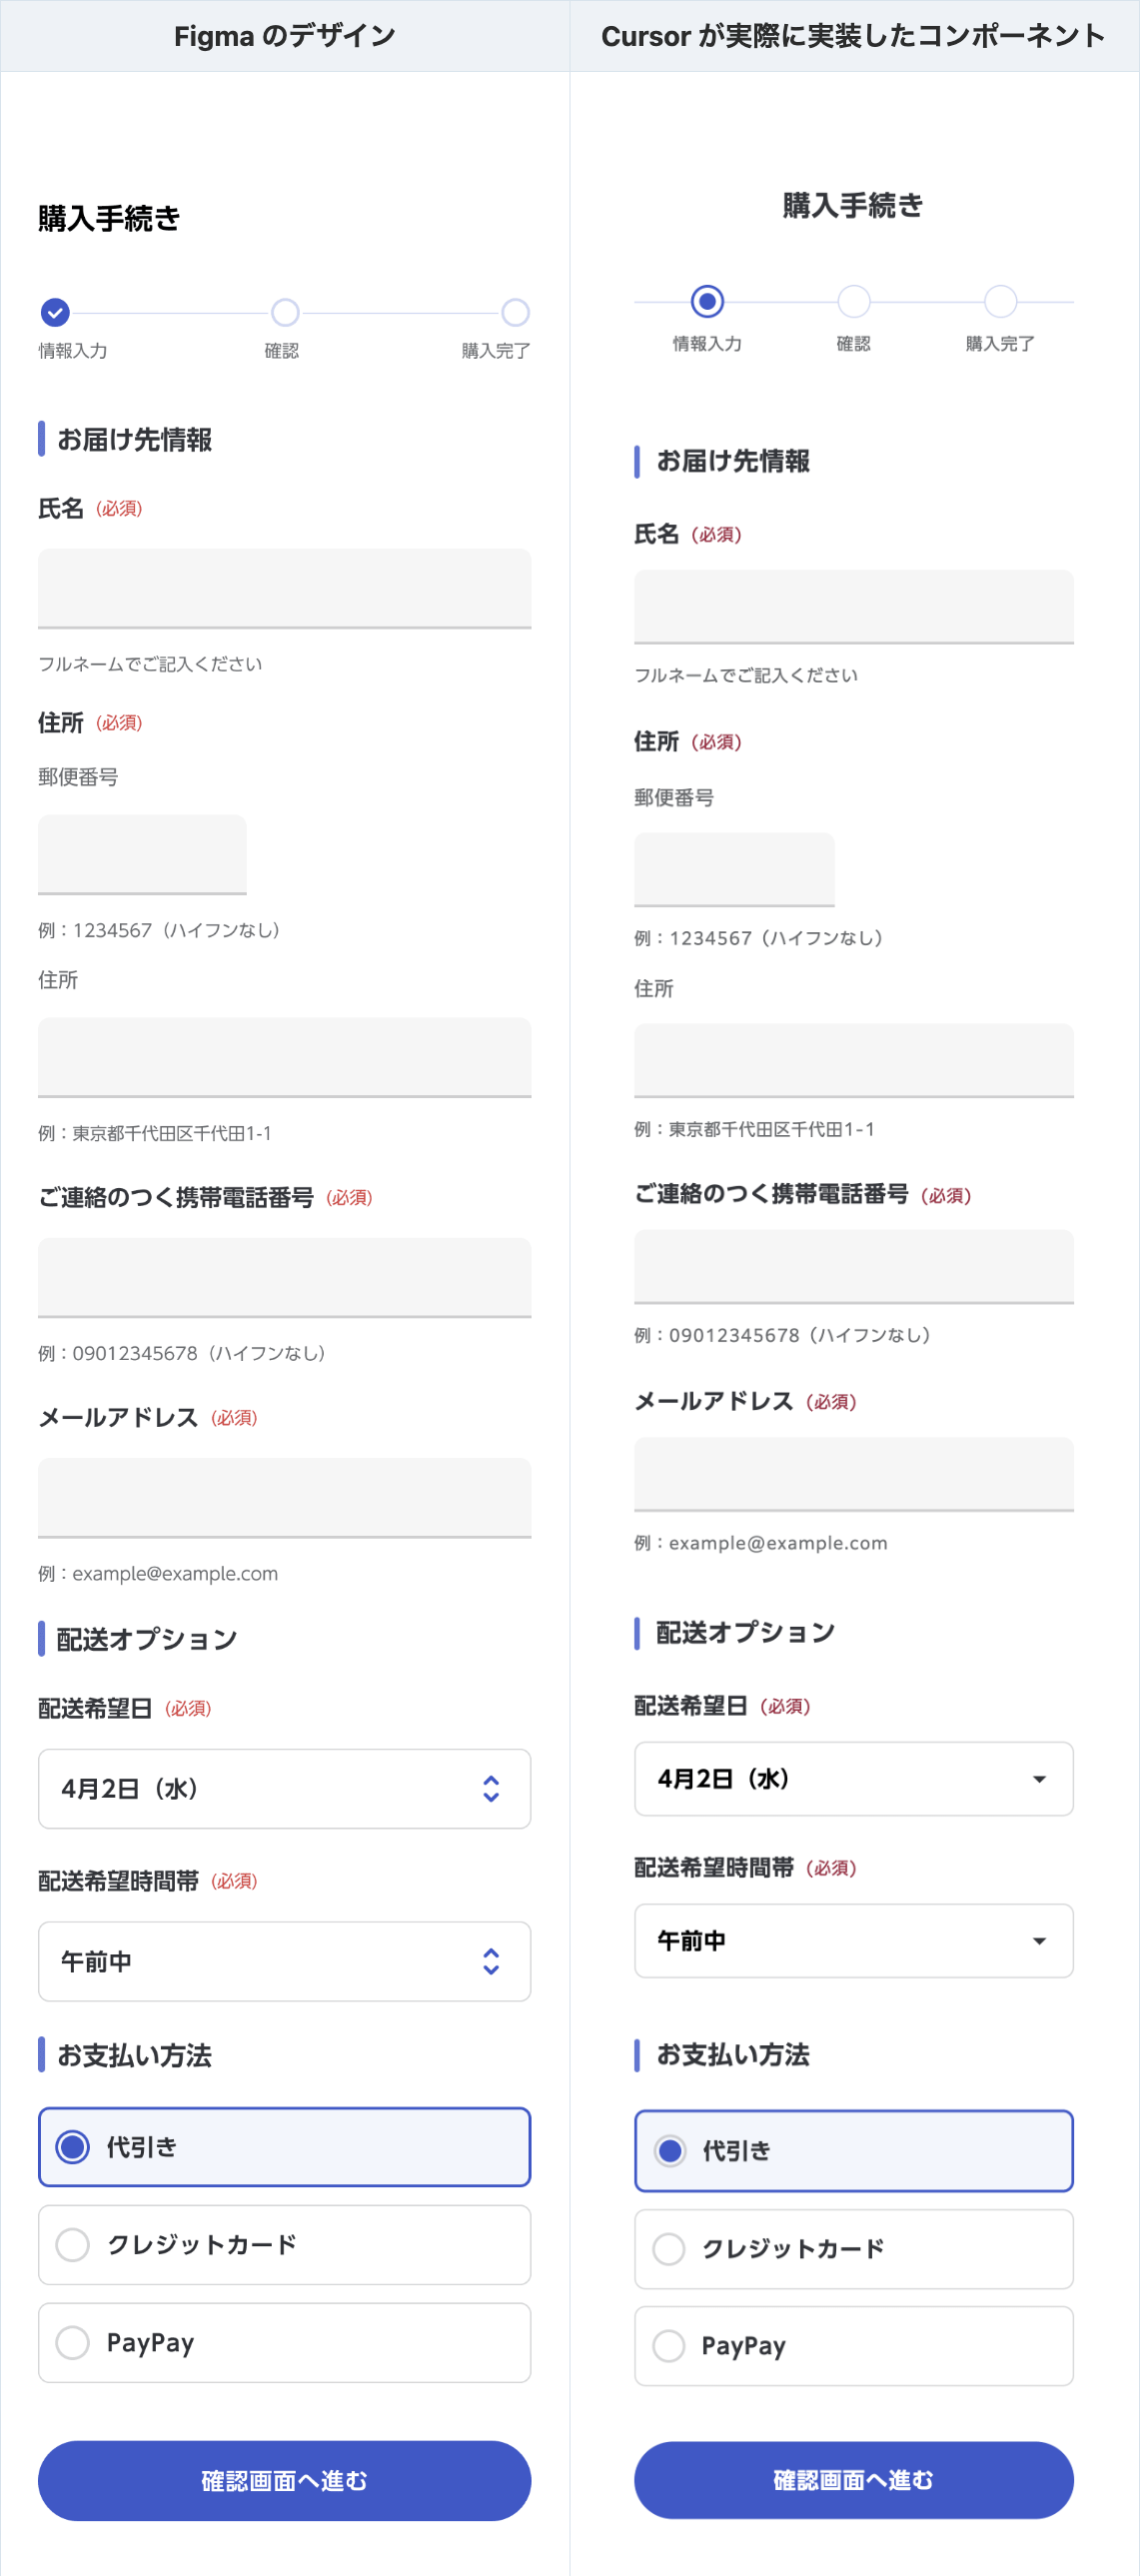 Figma のデザイン
購入手続き
情報入力 確認 購入完了
お届け先情報
氏名 (必須)
フルネームでご記入ください
住所 (必須)
郵便番号
例：1234567（ハイフンなし）
住所
例：東京都千代田区千代田1-1
ご連絡のつく携帯電話番号 (必須)
例：09012345678（ハイフンなし）
メールアドレス (必須)
例：example@example.com
配送オプション
配送希望日 (必須)
4月2日（水）
配送希望時間帯 (必須)
午前中
お支払い方法
代引き
クレジットカード
PayPay
確認画面へ進む
Cursor が実際に実装したコンポーネント
購入手続き
情報入力 確認 購入完了
お届け先情報
氏名（必須）
フルネームでご記入ください
住所（必須）
郵便番号
例：1234567（ハイフンなし）
住所
例：東京都千代田区千代田1-1
ご連絡のつく携帯電話番号（必須）
例：09012345678（ハイフンなし）
メールアドレス（必須）
例：example@example.com
配送オプション
配送希望日（必須）
4月2日（水）
配送希望時間帯（必須）
午前中
お支払い方法
代引き
クレジットカード
PayPay
確認画面へ進む